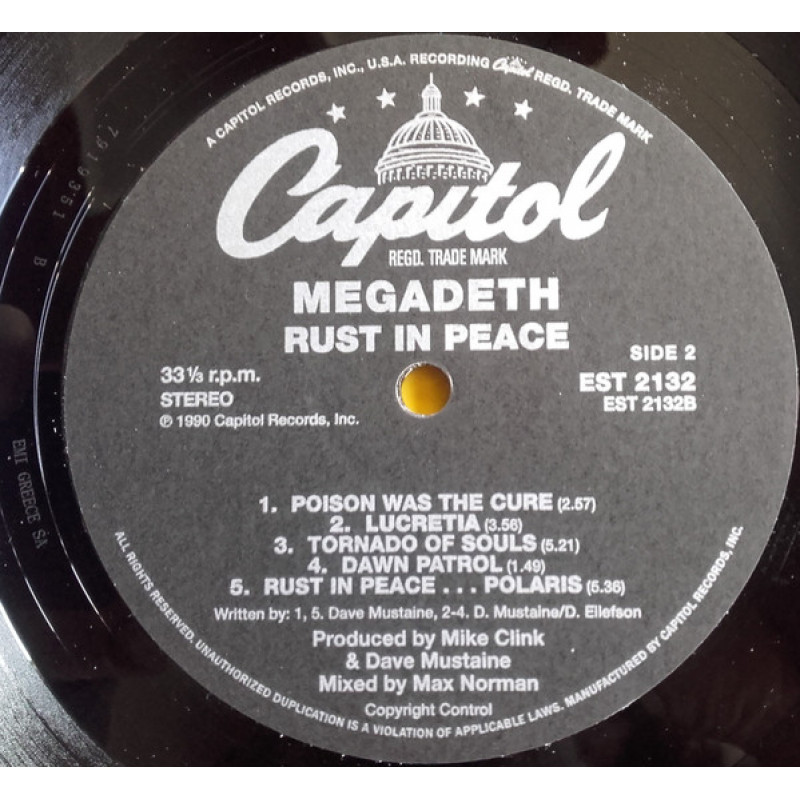 A CAPITOL RECORDS, INC., U.S.A. RECORDING Capitol REGD. TRADE MARK
Capitol
REGD. TRADE MARK
MEGADETH
RUST IN PEACE
SIDE 2
33⅓ r.p.m.
STEREO
℗ 1990 Capitol Records, Inc.
EST 2132
EST 2132B
1. POISON WAS THE CURE (2.57)
2. LUCRETIA (3.56)
3. TORNADO OF SOULS (5.21)
4. DAWN PATROL (1.49)
5. RUST IN PEACE . . . POLARIS (5.36)
Written by: 1, 5. Dave Mustaine, 2-4. D. Mustaine/D. Ellefson
Produced by Mike Clink
& Dave Mustaine
Mixed by Max Norman
Copyright Control
ALL RIGHTS RESERVED. UNAUTHORIZED DUPLICATION IS A VIOLATION OF APPLICABLE LAWS. MANUFACTURED BY CAPITOL RECORDS, INC.
EMI GREECE SA
7919351 B